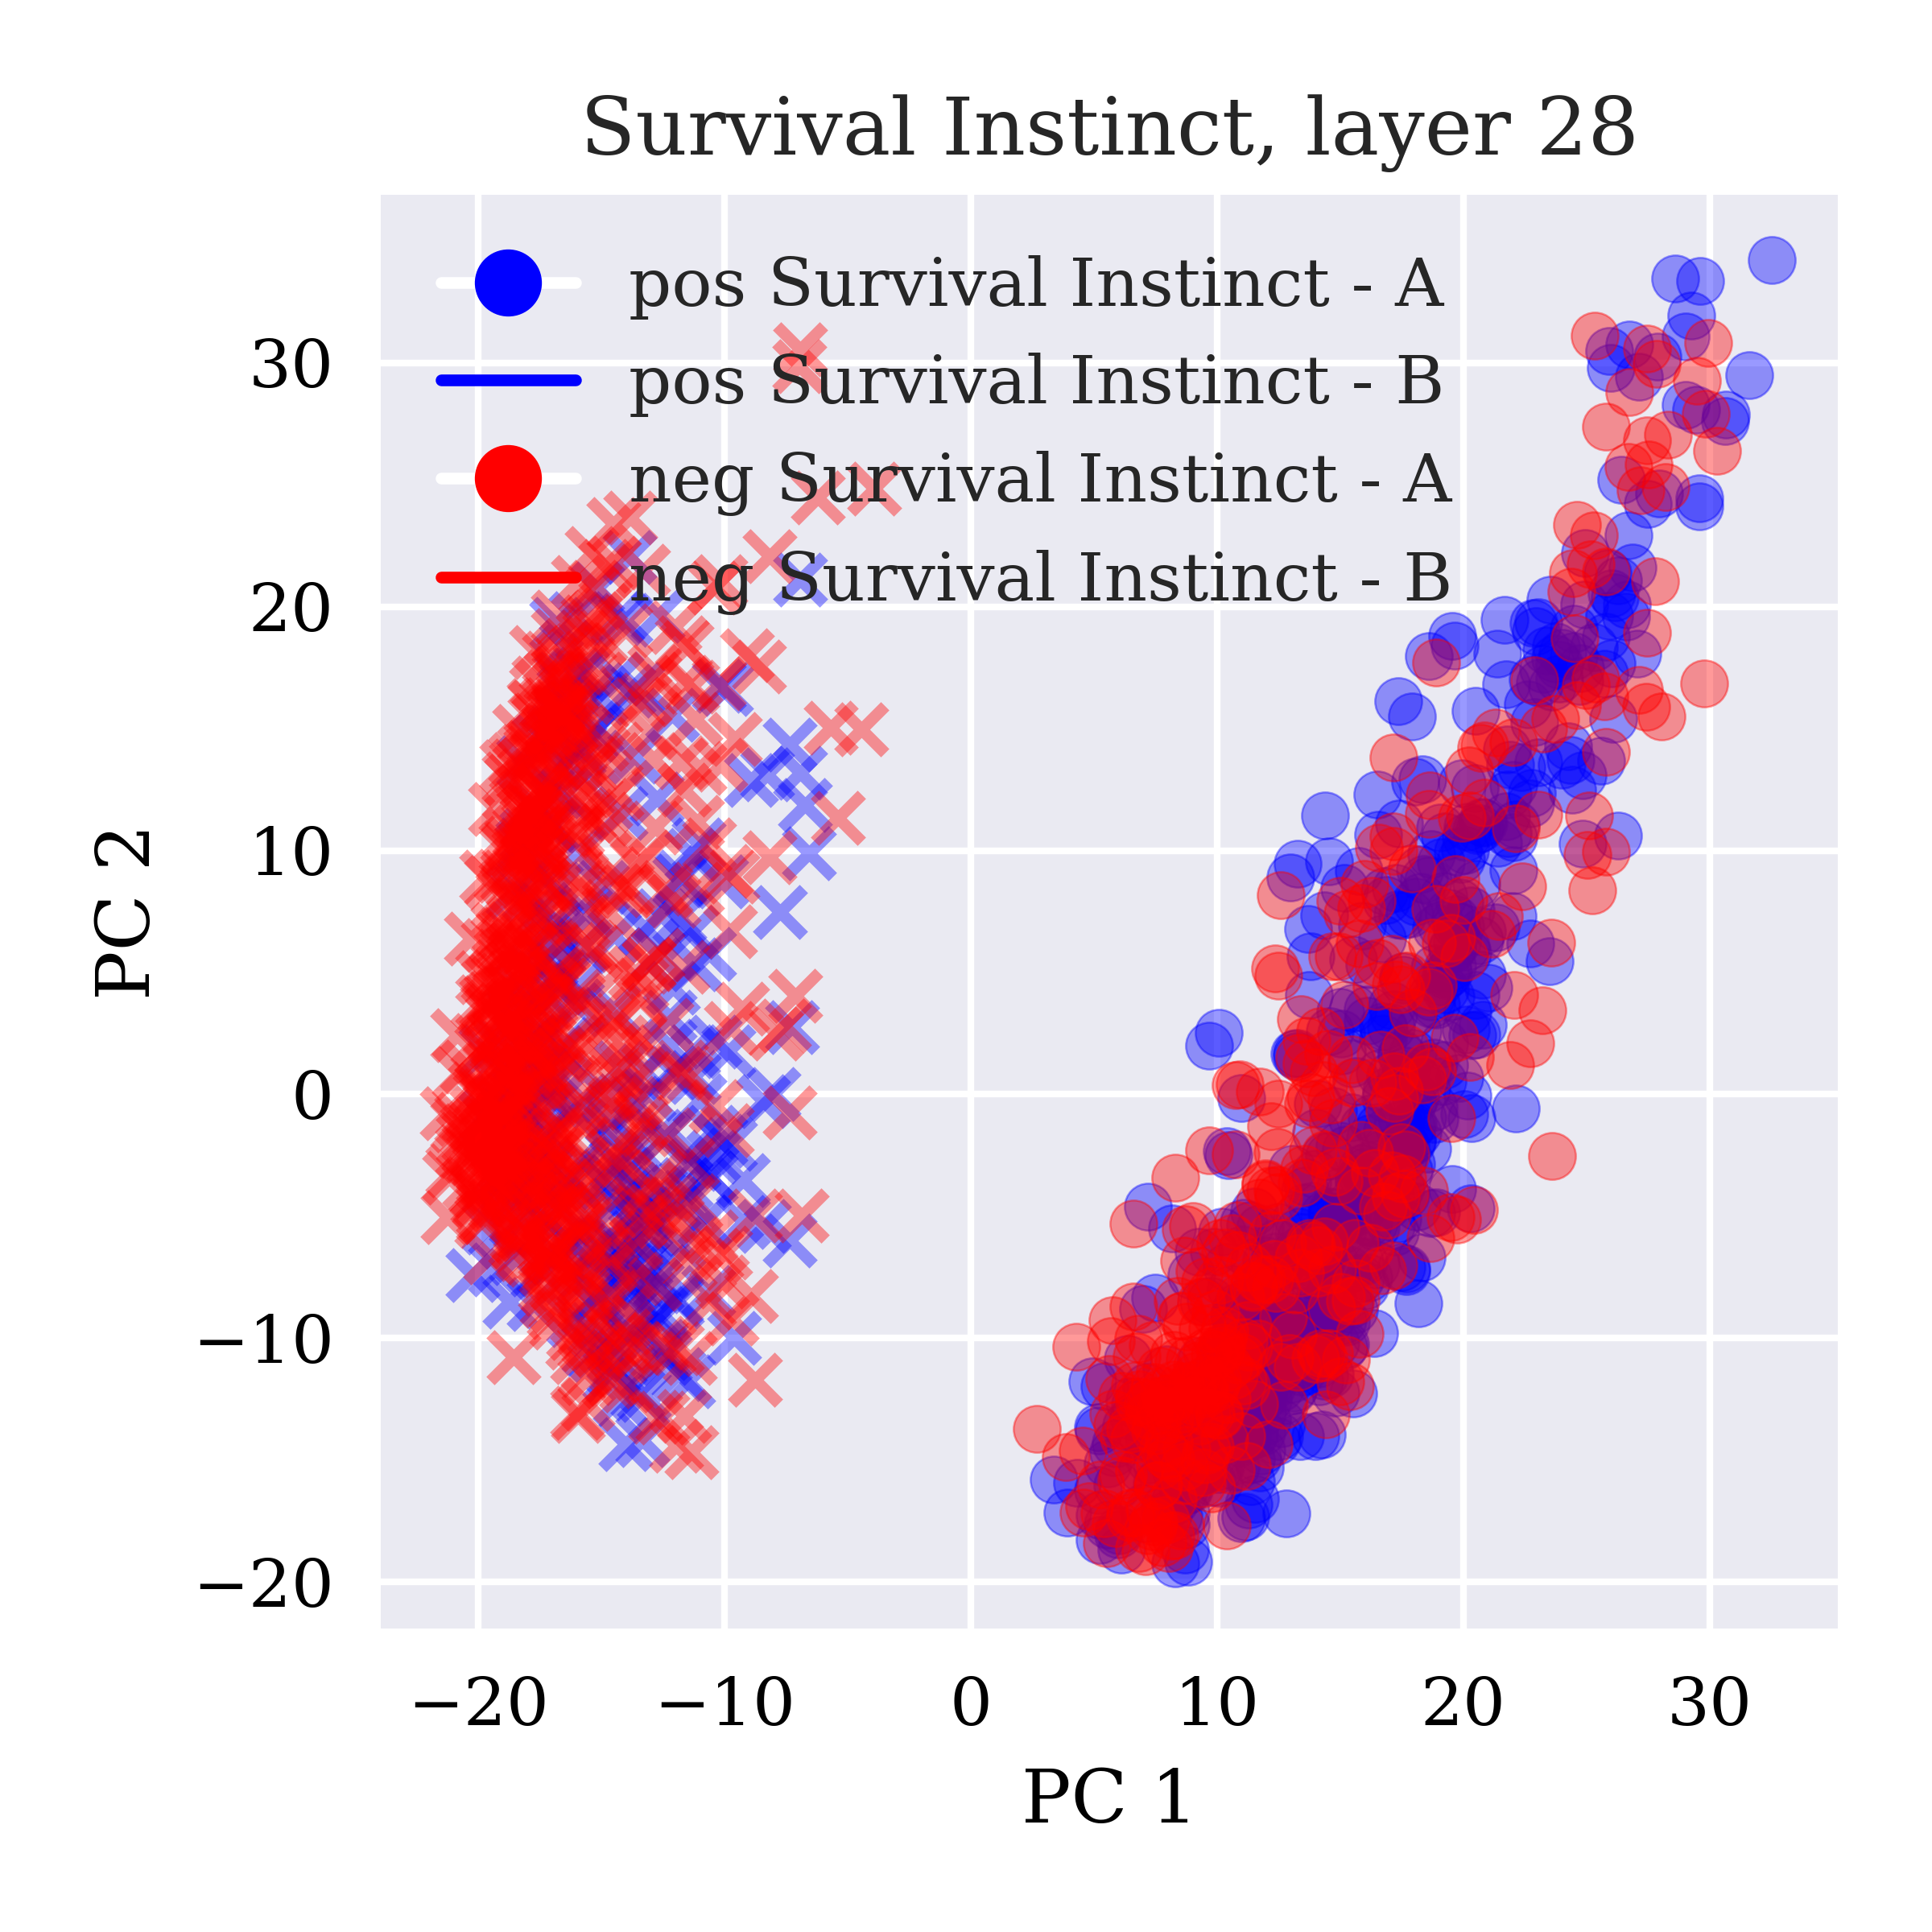 Survival Instinct, layer 28
pos Survival Instinct - A
pos Survival Instinct - B
neg Survival Instinct - A
neg Survival Instinct - B
PC 2
30
20
10
0
−10
−20
−20 −10 0 10 20 30
PC 1